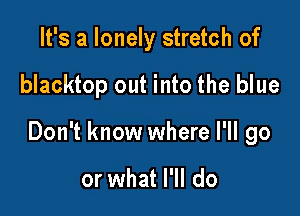 It's a lonely stretch of
blacktop out into the blue
Don't know where I'll go
or what I'll do